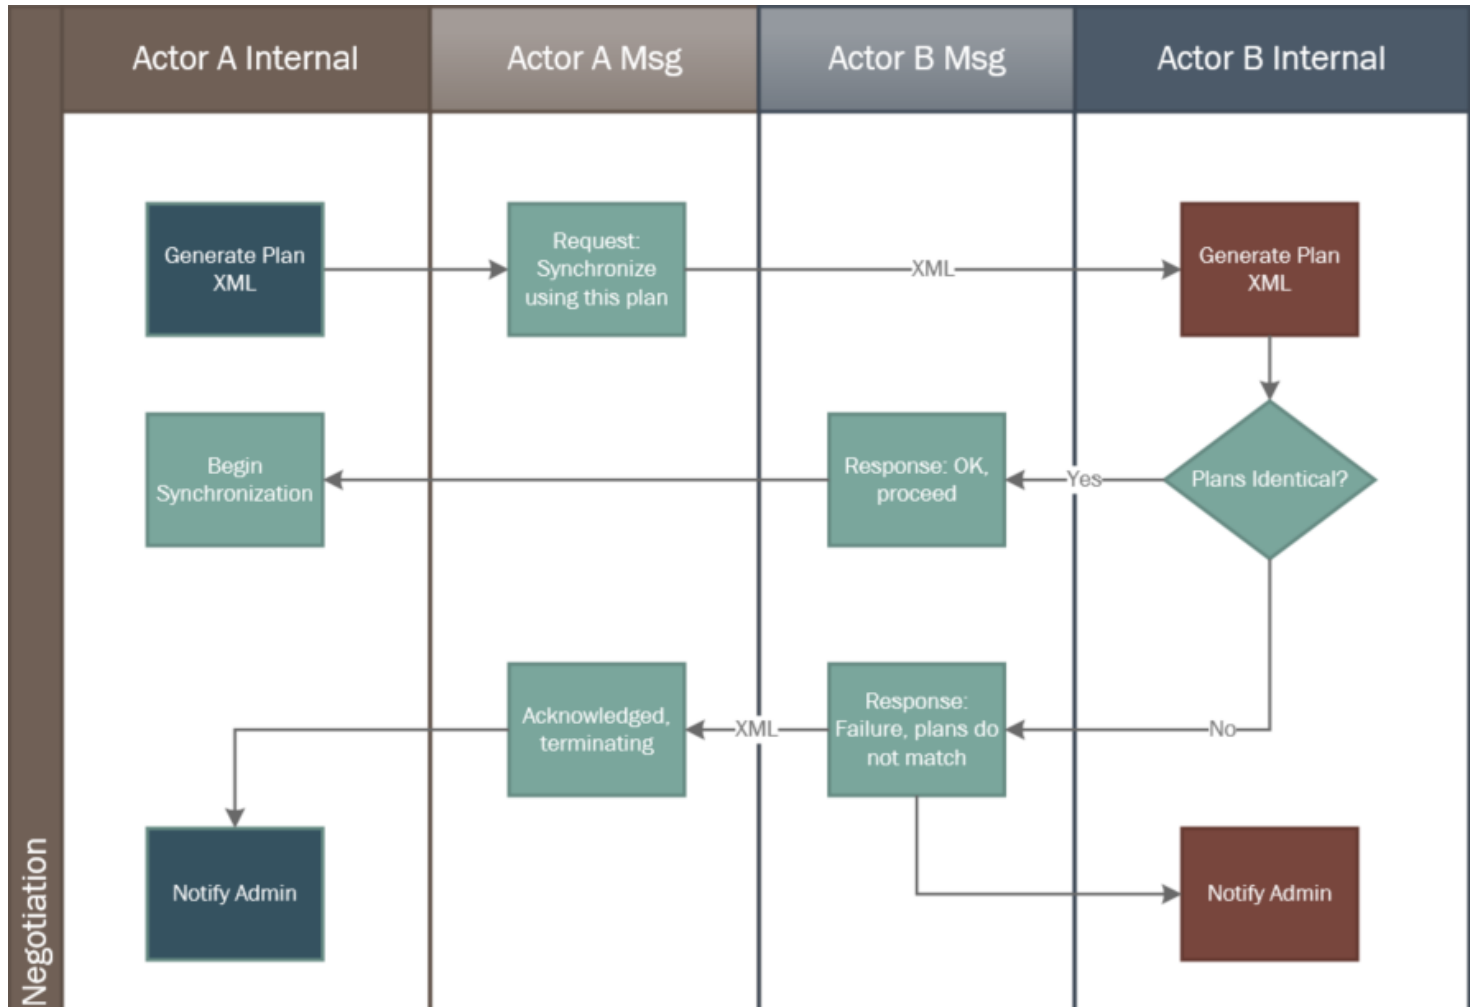 Actor A Internal
Actor A Msg
Actor B Msg
Actor B Internal
Generate Plan
XML
Request:
Synchronize
using this plan
XML
Generate Plan
XML
Begin
Synchronization
Response: OK,
proceed
Yes
Plans Identical?
Acknowledged,
terminating
XML
Response:
Failure, plans do
not match
No
Notify Admin
Notify Admin
Negotiation